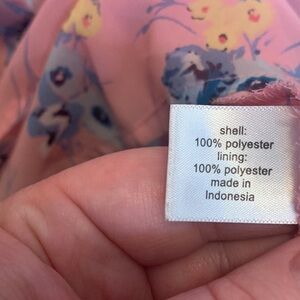 shell:
100% polyester
lining:
100% polyester
made in
Indonesia